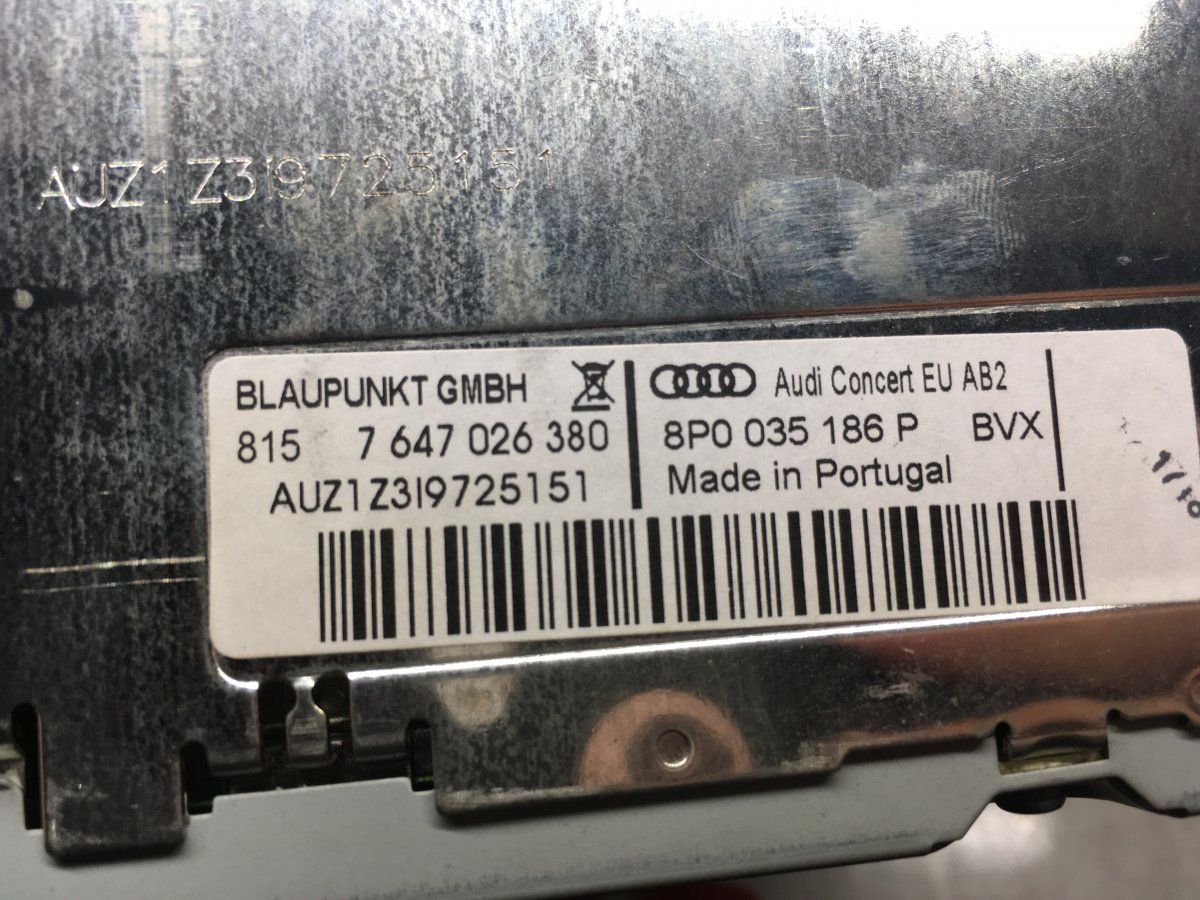 AUZ1Z3I9725151
BLAUPUNKT GMBH
815 7 647 026 380
AUZ1Z3I9725151
Audi Concert EU AB2
8P0 035 186 P BVX
Made in Portugal